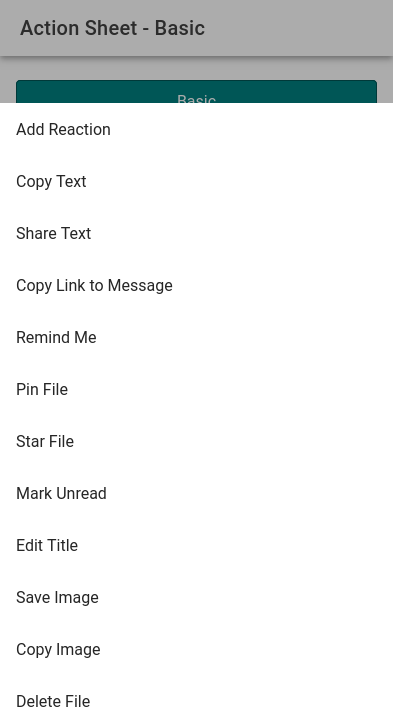 Action Sheet - Basic
Basic
Add Reaction
Copy Text
Share Text
Copy Link to Message
Remind Me
Pin File
Star File
Mark Unread
Edit Title
Save Image
Copy Image
Delete File